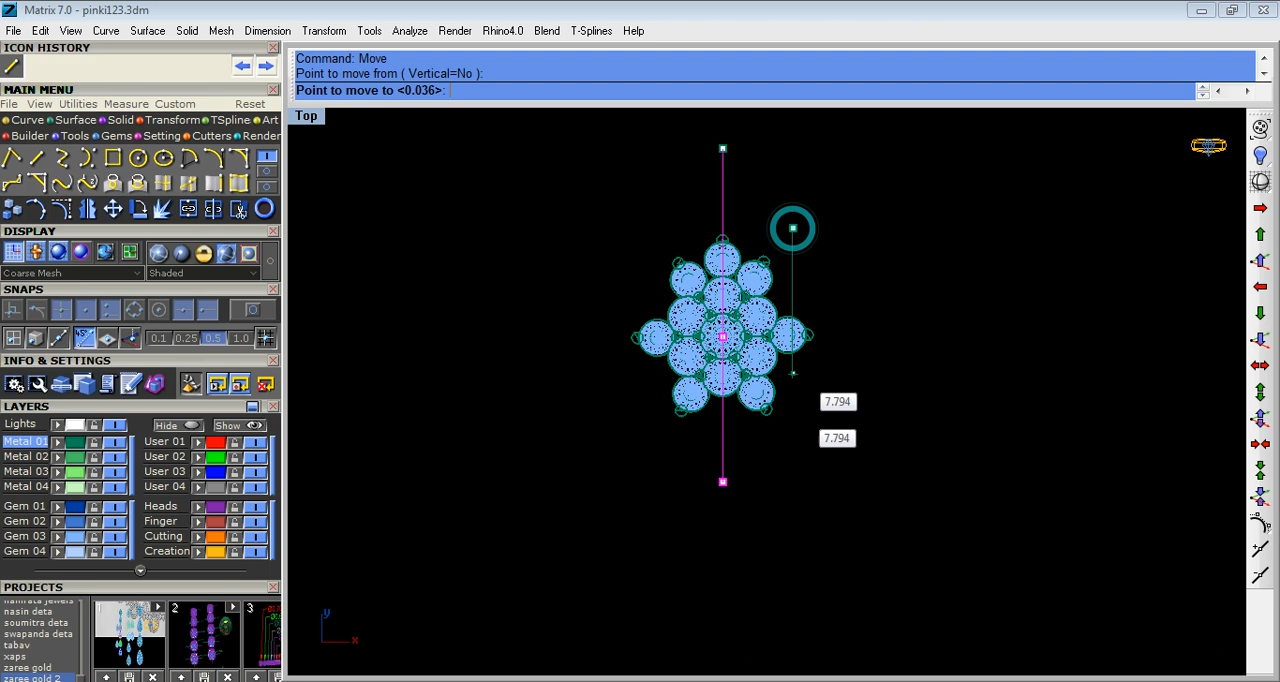 Matrix 7.0 - pinki123.3dm
File Edit View Curve Surface Solid Mesh Dimension Transform Tools Analyze Render Rhino4.0 Blend T-Splines Help
ICON HISTORY
Command: Move
Point to move from ( Vertical=No ):
Point to move to <0.036>:
MAIN MENU
File View Utilities Measure Custom Reset
Curve Surface Solid Transform TSpline Art
Builder Tools Gems Setting Cutters Render
Top
DISPLAY
Coarse Mesh Shaded
SNAPS
45° 0.1 0.25 0.5 1.0
INFO & SETTINGS
LAYERS
Lights Hide Show
Metal 01 User 01
Metal 02 User 02
Metal 03 User 03
Metal 04 User 04
Gem 01 Heads
Gem 02 Finger
Gem 03 Cutting
Gem 04 Creation
7.794
7.794
PROJECTS
namrata jewels
nasin deta
soumitra deta
swapanda deta
tabav
xaps
zaree gold
zaree gold 2
1 2 3
y
x